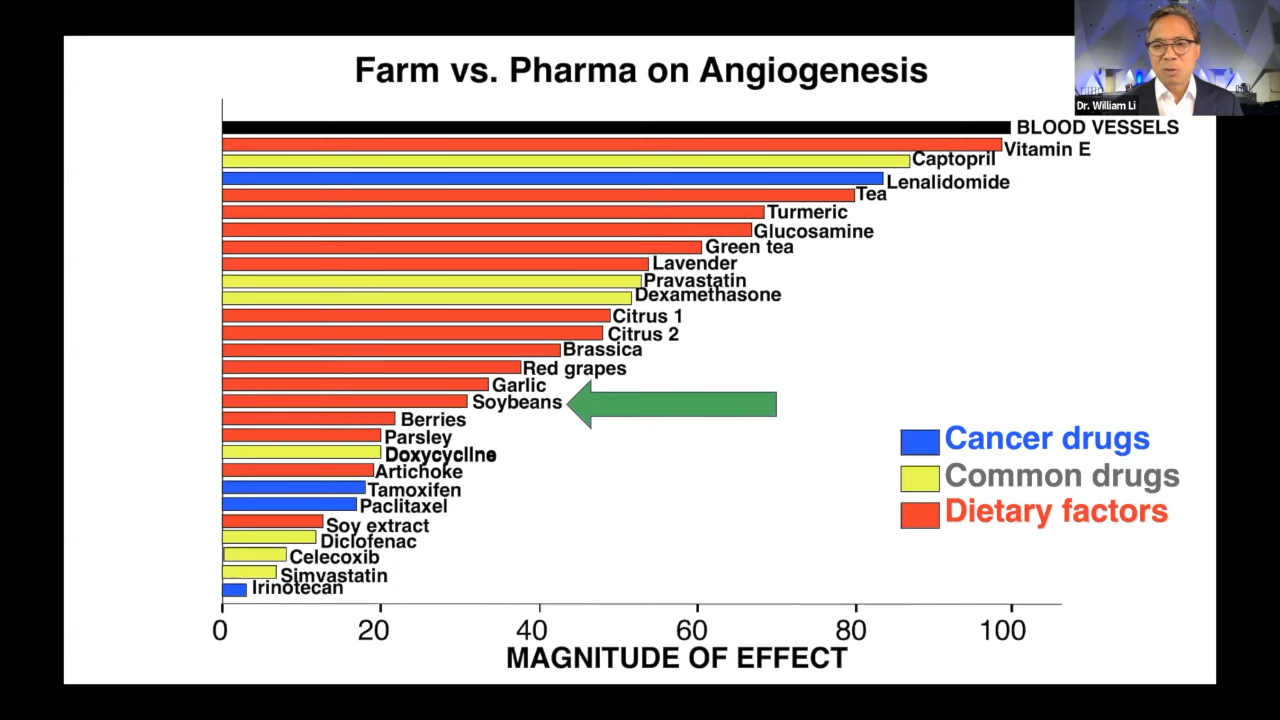 Farm vs. Pharma on Angiogenesis
Dr. William Li
BLOOD VESSELS
Vitamin E
Captopril
Lenalidomide
Tea
Turmeric
Glucosamine
Green tea
Lavender
Pravastatin
Dexamethasone
Citrus 1
Citrus 2
Brassica
Red grapes
Garlic
Soybeans
Berries
Parsley
Doxycycline
Artichoke
Tamoxifen
Paclitaxel
Soy extract
Diclofenac
Celecoxib
Simvastatin
Irinotecan
Cancer drugs
Common drugs
Dietary factors
0 20 40 60 80 100
MAGNITUDE OF EFFECT